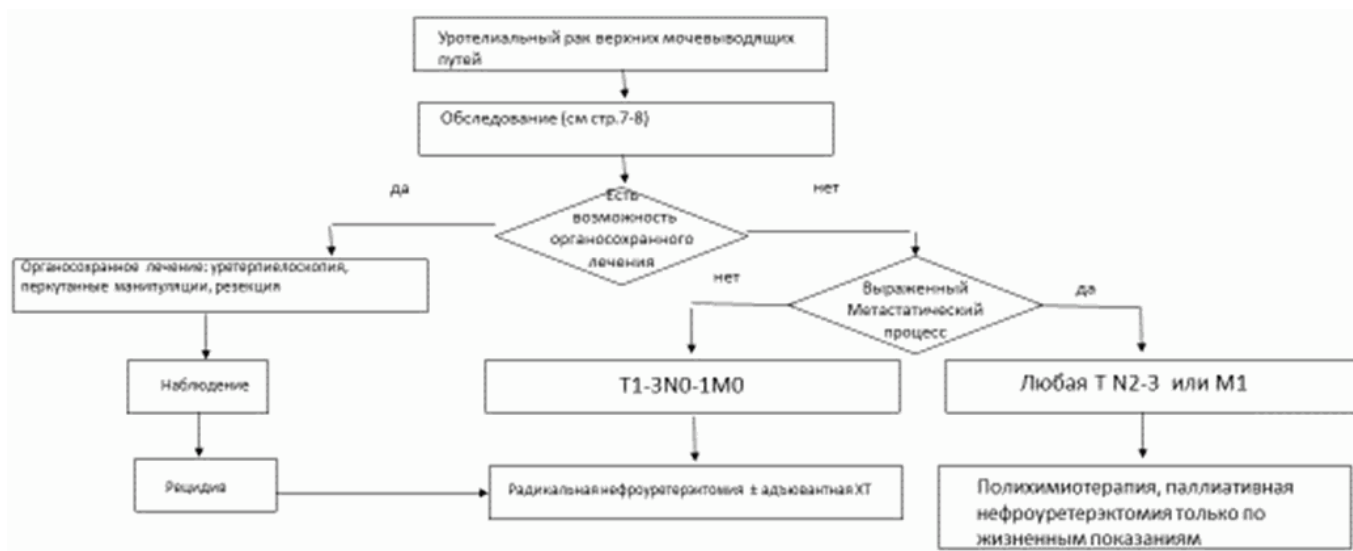 Уротелиальный рак верхних мочевыводящих
путей
Обследование (см стр.7-8)
да
нет
Есть
возможность
органосохранного
лечения
Органосохранное лечение: уретерпиелоскопия,
перкутанные манипуляции, резекция
нет
да
Выраженный
Метастатический
процесс
Наблюдение
T1-3N0-1M0
Любая Т N2-3 или М1
Рецидив
Радикальная нефроуретерэктомия ± адъювантная ХТ
Полихимиотерапия, паллиативная
нефроуретерэктомия только по
жизненным показаниям